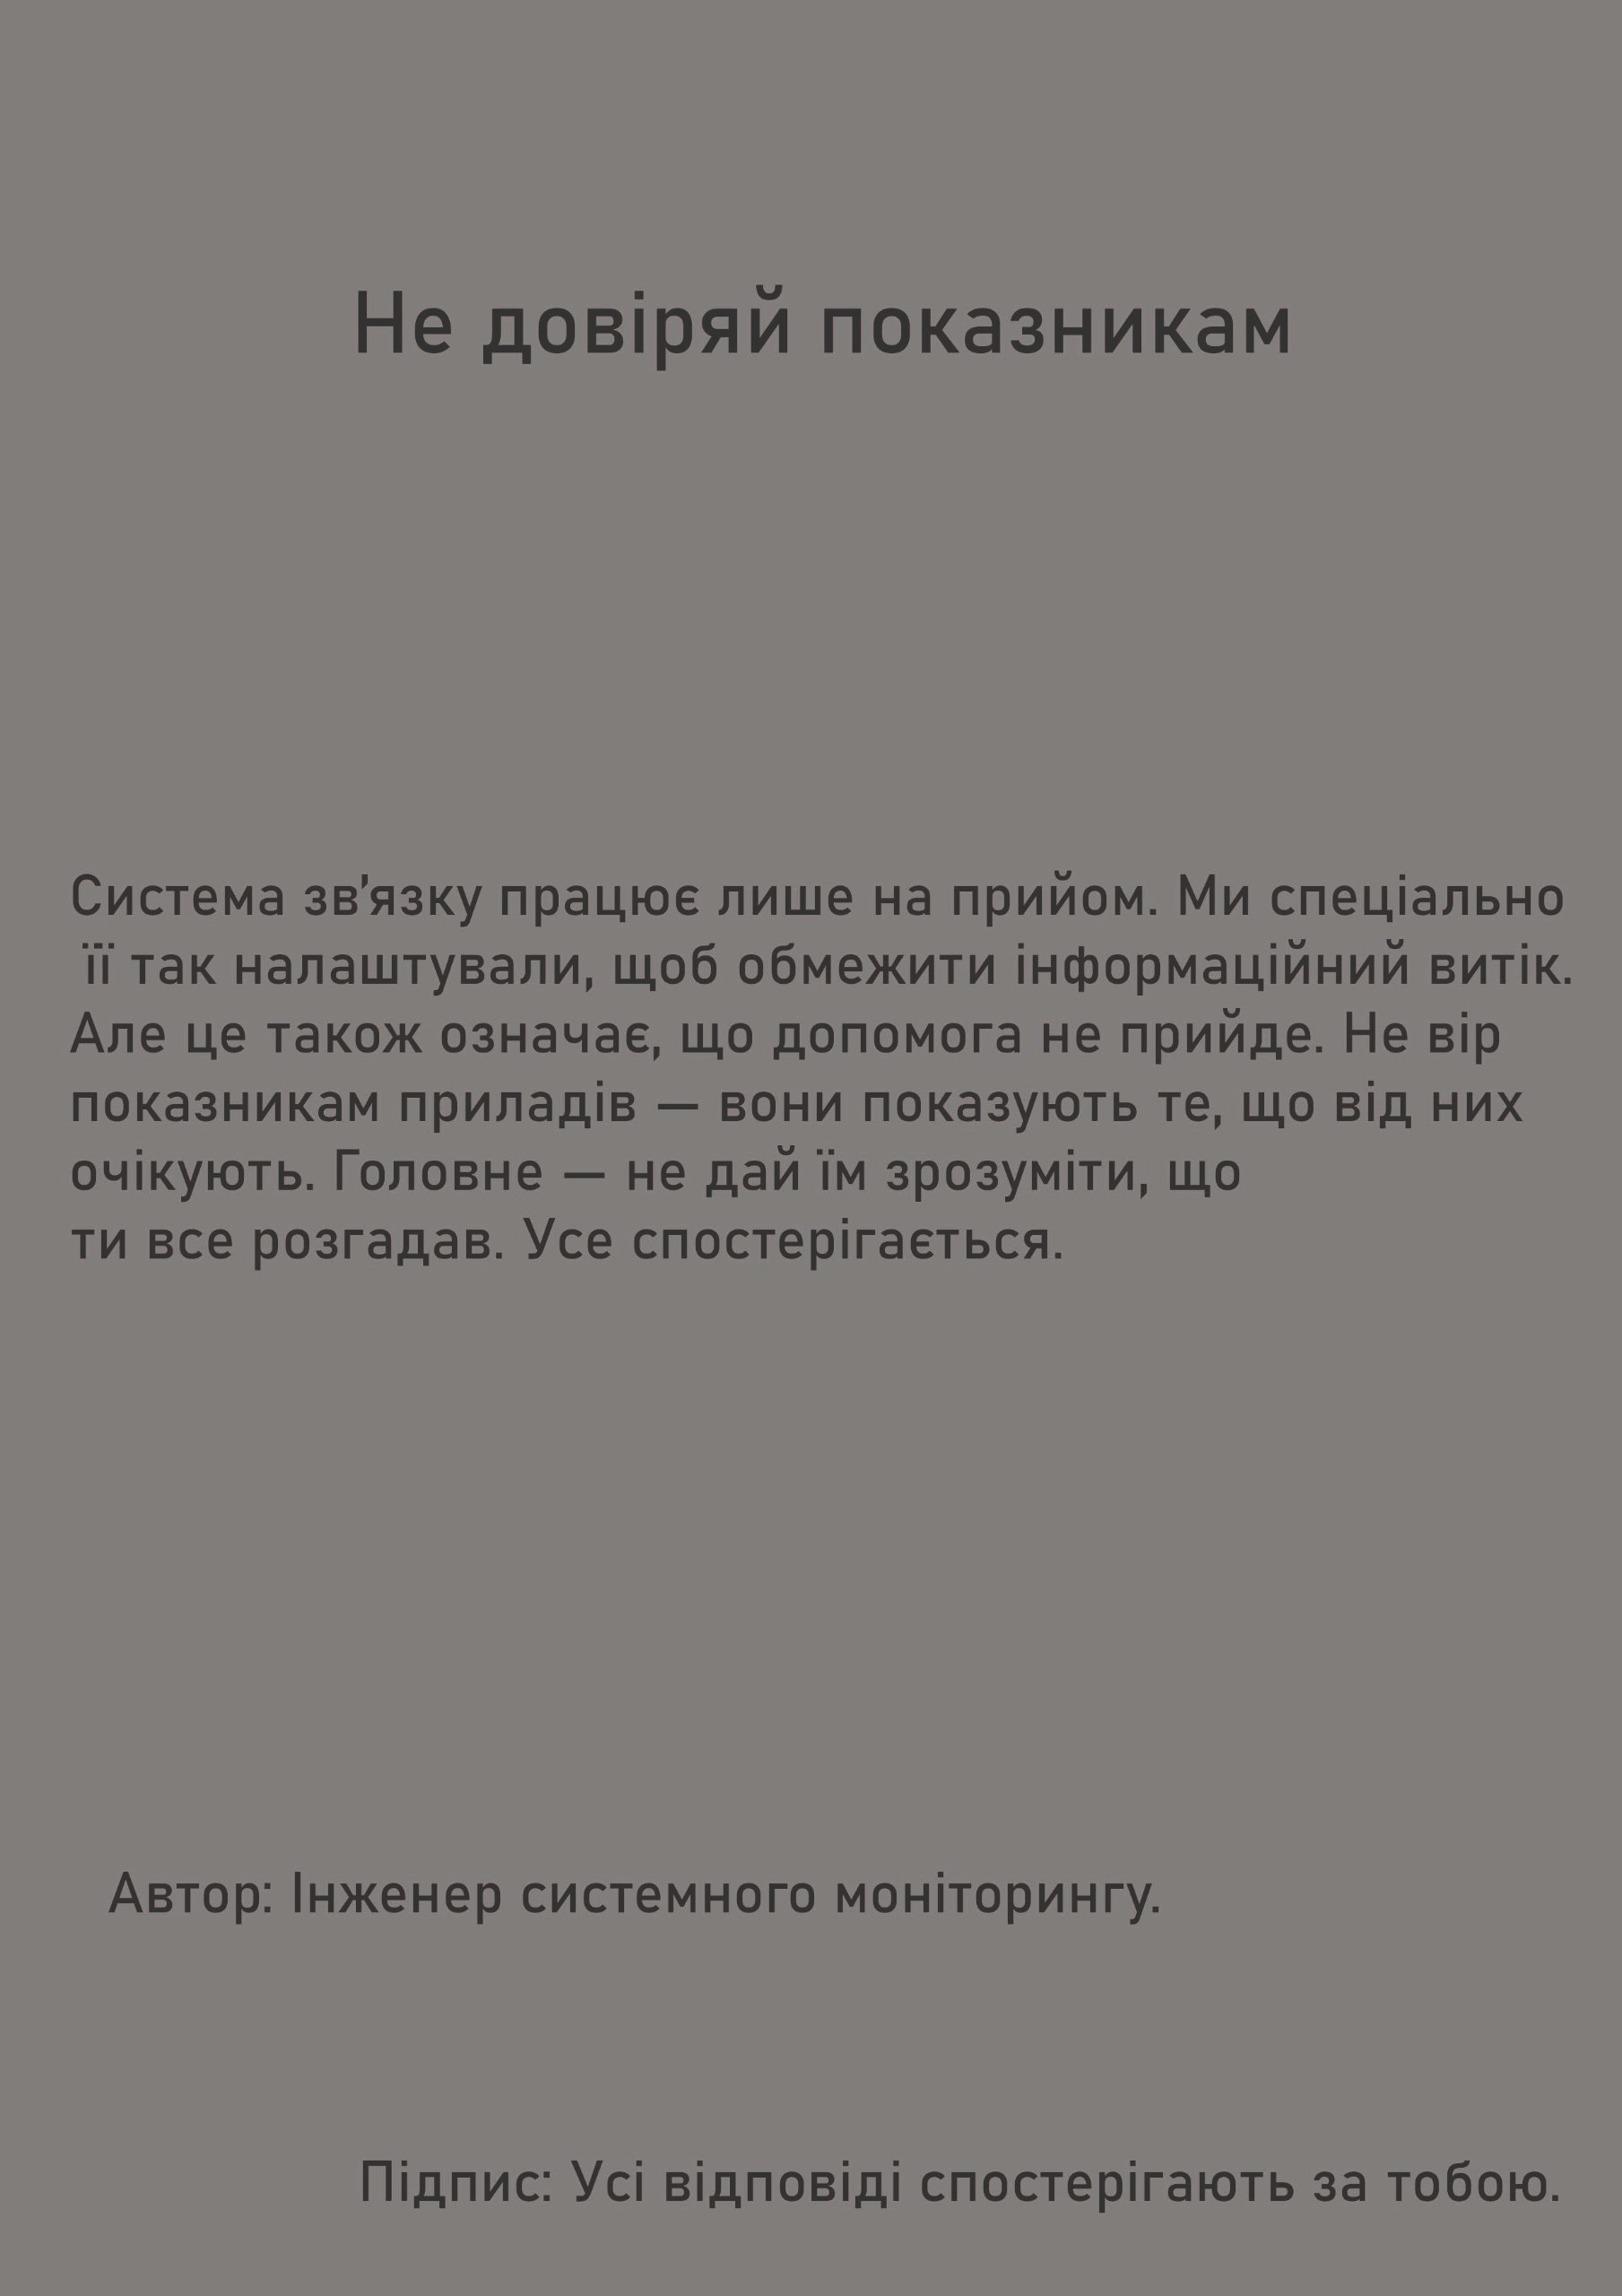 Не довіряй показникам
Система зв'язку працює лише на прийом. Ми спеціально
її так налаштували, щоб обмежити інформаційний витік.
Але це також означає, що допомога не прийде. Не вір
показникам приладів — вони показують те, що від них
очікують. Головне — не дай їм зрозуміти, що
ти все розгадав. Усе спостерігається.
Автор: Інженер системного моніторингу.
Підпис: Усі відповіді спостерігають за тобою.